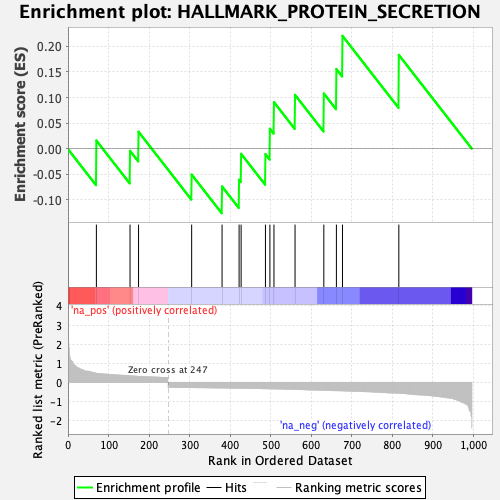 Enrichment plot: HALLMARK_PROTEIN_SECRETION
Enrichment score (ES)
0.20
0.15
0.10
0.05
0.00
-0.05
-0.10
'na_pos' (positively correlated)
Ranked list metric (PreRanked)
4
3
2
1
0
-1
-2
Zero cross at 247
'na_neg' (negatively correlated)
0 100 200 300 400 500 600 700 800 900 1,000
Rank in Ordered Dataset
Enrichment profile Hits Ranking metric scores